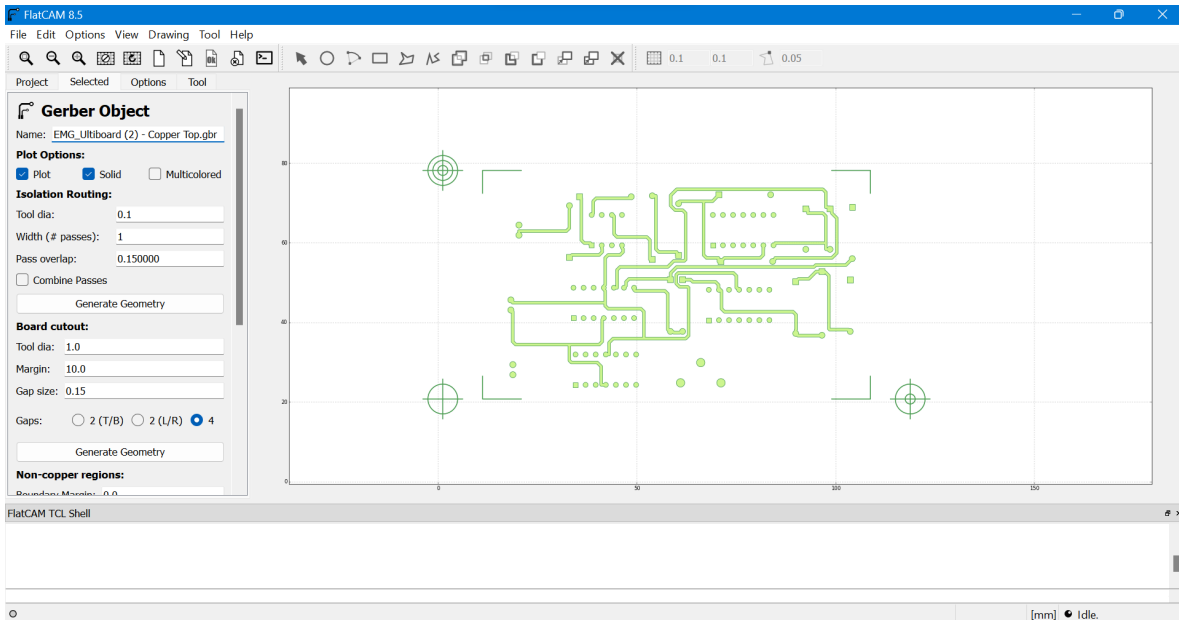 FlatCAM 8.5
File Edit Options View Drawing Tool Help
0.1 0.1 0.05
Project Selected Options Tool
Gerber Object
Name: EMG_Ultiboard (2) - Copper Top.gbr
Plot Options:
Plot Solid Multicolored
Isolation Routing:
Tool dia: 0.1
Width (# passes): 1
Pass overlap: 0.150000
Combine Passes
Generate Geometry
Board cutout:
Tool dia: 1.0
Margin: 10.0
Gap size: 0.15
Gaps: 2 (T/B) 2 (L/R) 4
Generate Geometry
Non-copper regions:
Boundary Margin: 0.0
80
60
40
20
0
0 50 100 150
FlatCAM TCL Shell
[mm] Idle.